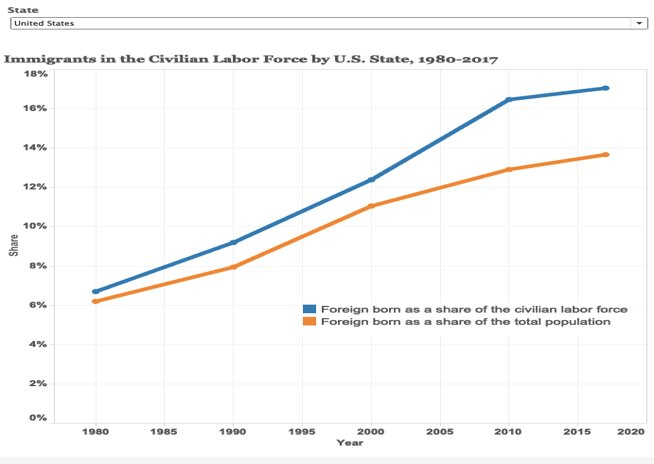 State
United States
Immigrants in the Civilian Labor Force by U.S. State, 1980-2017
18%
16%
14%
12%
10%
8%
6%
4%
2%
0%
Share
Foreign born as a share of the civilian labor force
Foreign born as a share of the total population
1980 1985 1990 1995 2000 2005 2010 2015 2020
Year